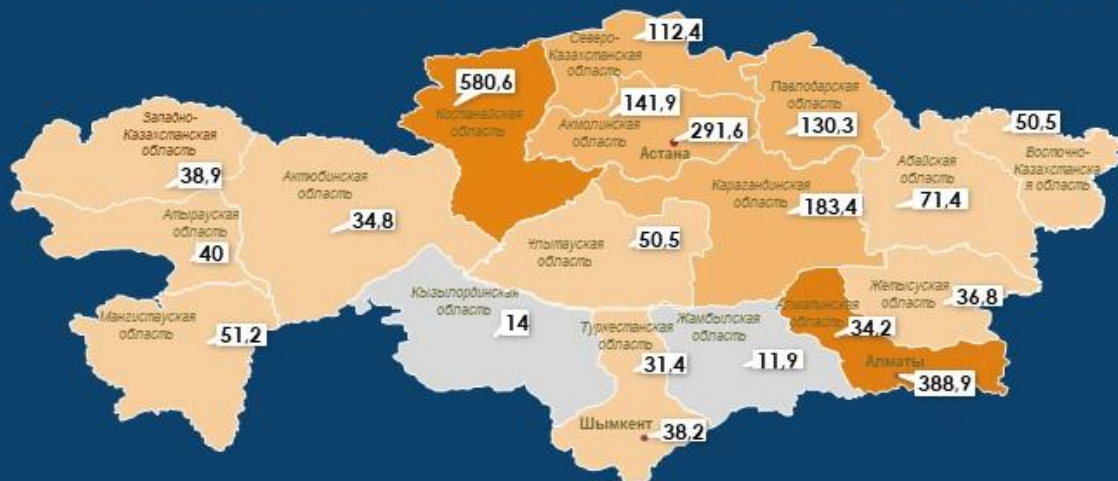 Северо-
Казахстанская
область
112,4
580,6
Костанайская область
141,9
Акмолинская
область
291,6
Астана
Павлодарская
область
130,3
50,5
Восточно-
Казахстанска
я область
Абайская
область
71,4
Западно-
Казахстанская
область
38,9
Актюбинская
область
34,8
Карагандинская
область
183,4
Атырауская
область
40
Ұлытауская
область
50,5
Мангистауская
область
51,2
Кызылординская
область
14
Туркестанская
область
31,4
Жамбылская
область
11,9
Алматинская
область
34,2
Жетысуская
область
36,8
Алматы
388,9
Шымкент
38,2